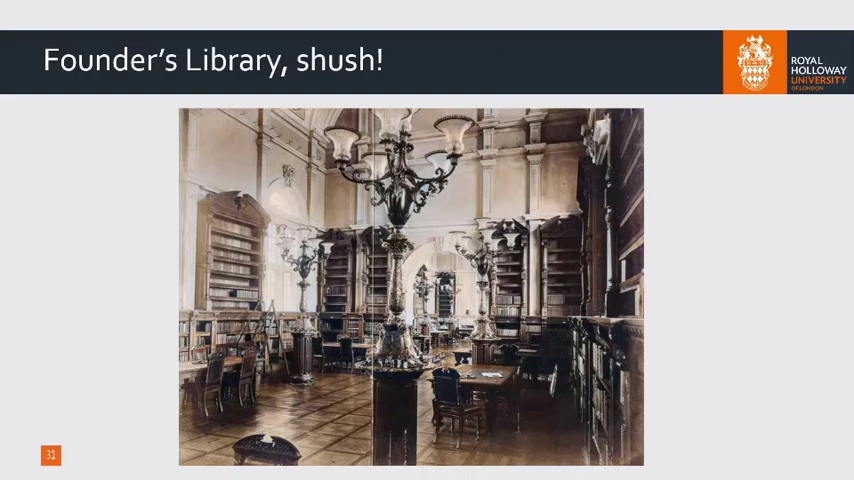 Founder's Library, shush!
ROYAL
HOLLOWAY
UNIVERSITY
OF LONDON
31